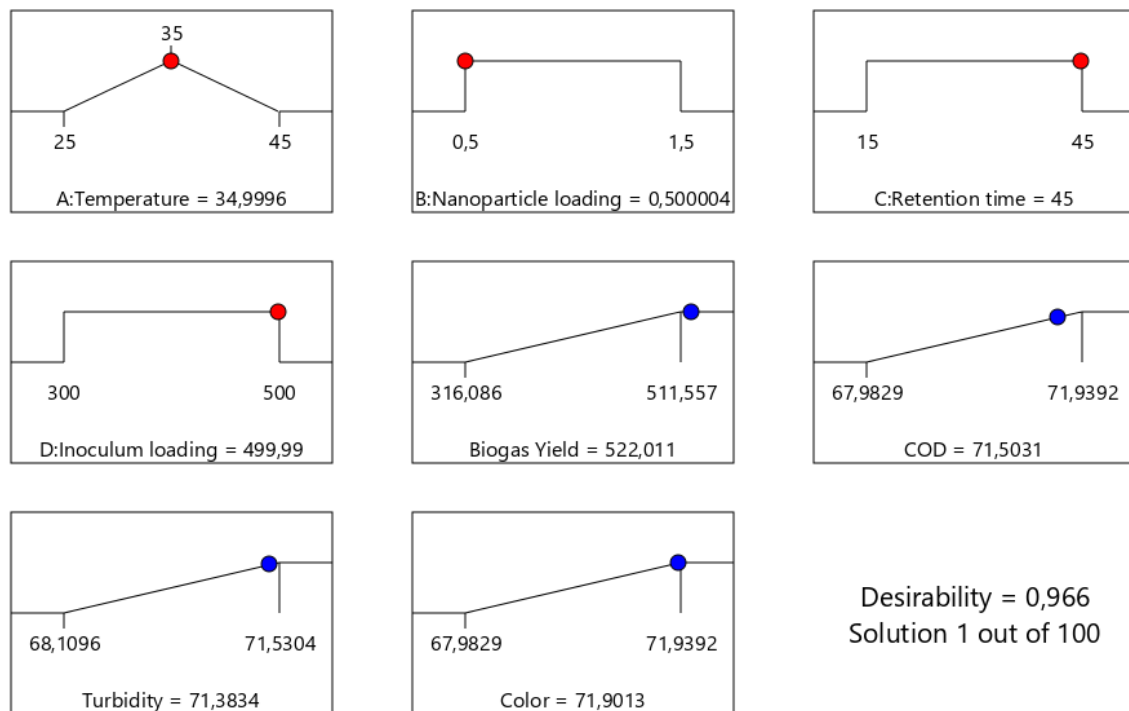 35
25
45
A:Temperature = 34,9996
0,5
1,5
B:Nanoparticle loading = 0,500004
15
45
C:Retention time = 45
300
500
D:Inoculum loading = 499,99
316,086
511,557
Biogas Yield = 522,011
67,9829
71,9392
COD = 71,5031
68,1096
71,5304
Turbidity = 71,3834
67,9829
71,9392
Color = 71,9013
Desirability = 0,966
Solution 1 out of 100